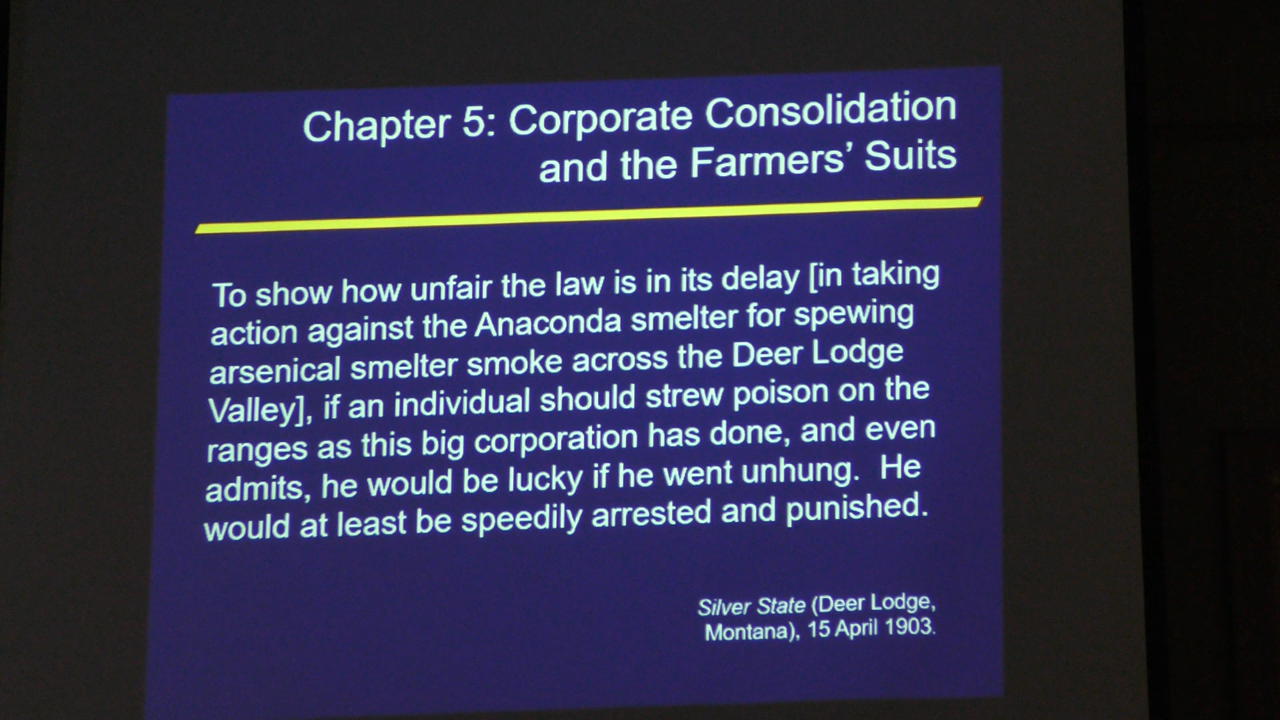 Chapter 5: Corporate Consolidation
and the Farmers’ Suits
To show how unfair the law is in its delay [in taking
action against the Anaconda smelter for spewing
arsenical smelter smoke across the Deer Lodge
Valley], if an individual should strew poison on the
ranges as this big corporation has done, and even
admits, he would be lucky if he went unhung.  He
would at least be speedily arrested and punished.
Silver State (Deer Lodge,
Montana), 15 April 1903.